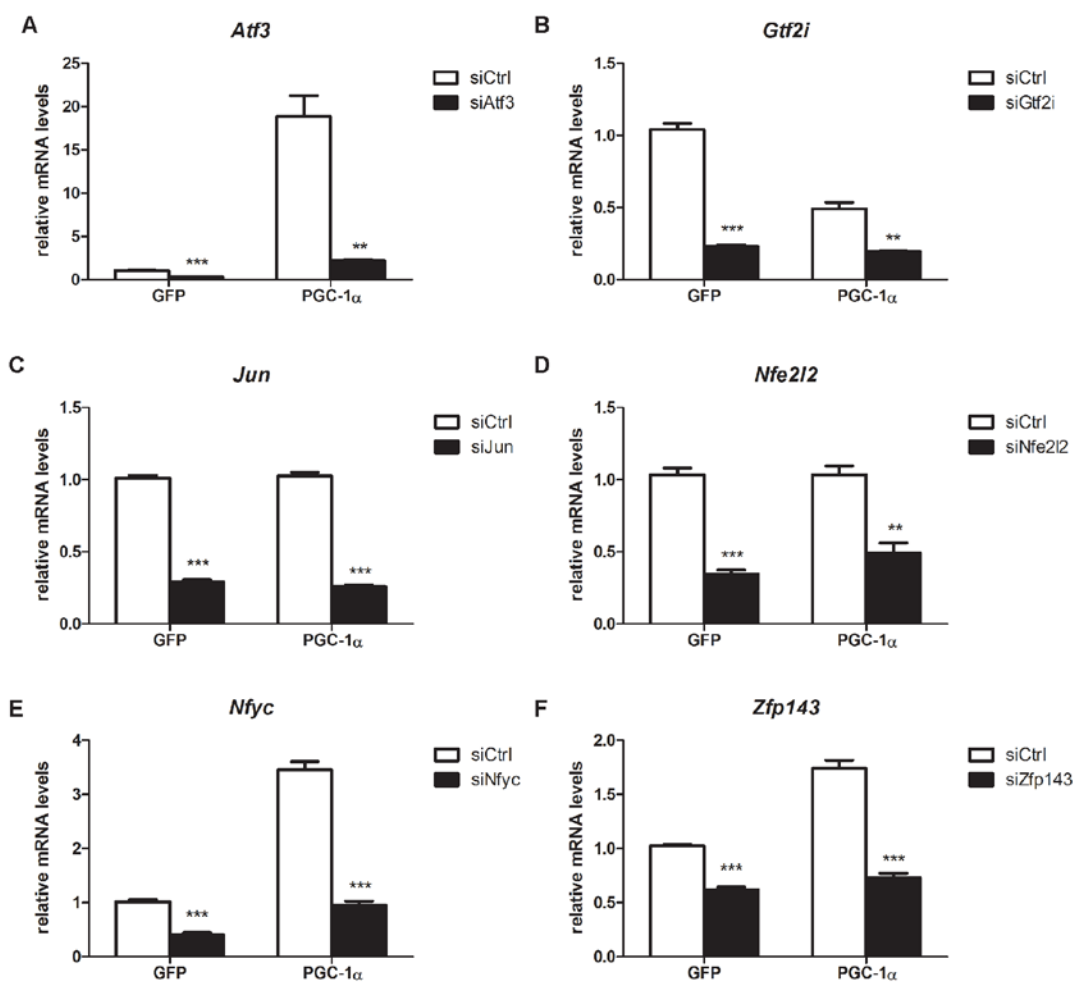 A
Atf3
relative mRNA levels
25
20
15
10
5
0
***
**
GFP
PGC-1α
siCtrl
siAtf3
B
Gtf2i
relative mRNA levels
1.5
1.0
0.5
0.0
***
**
GFP
PGC-1α
siCtrl
siGtf2i
C
Jun
relative mRNA levels
1.5
1.0
0.5
0.0
***
***
GFP
PGC-1α
siCtrl
siJun
D
Nfe2l2
relative mRNA levels
1.5
1.0
0.5
0.0
***
**
GFP
PGC-1α
siCtrl
siNfe2l2
E
Nfyc
relative mRNA levels
4
3
2
1
0
***
***
GFP
PGC-1α
siCtrl
siNfyc
F
Zfp143
relative mRNA levels
2.0
1.5
1.0
0.5
0.0
***
***
GFP
PGC-1α
siCtrl
siZfp143